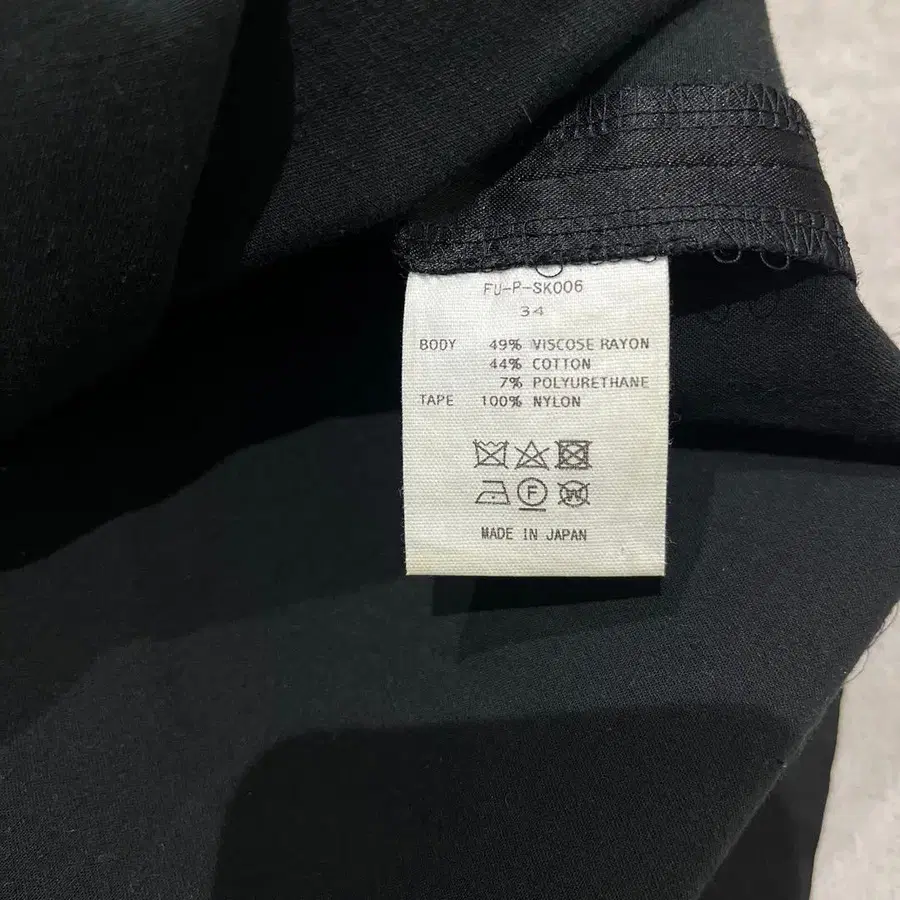 FU-P-SK006
34
BODY 49% VISCOSE RAYON
44% COTTON
7% POLYURETHANE
TAPE 100% NYLON
F W
MADE IN JAPAN